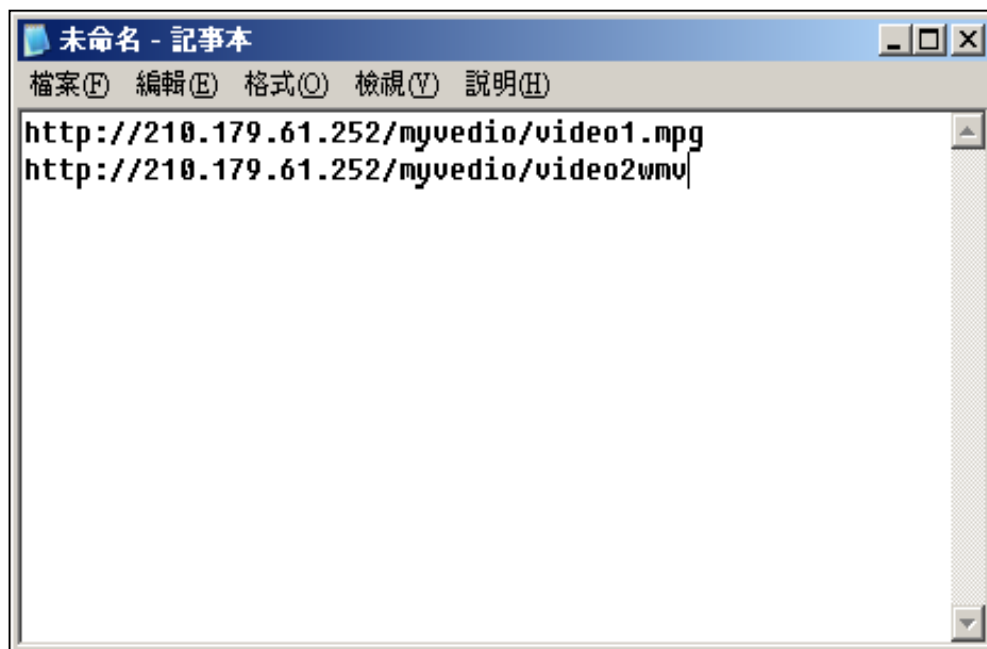 未命名 - 記事本
檔案(F) 編輯(E) 格式(O) 檢視(V) 說明(H)
http://210.179.61.252/myvedio/video1.mpg
http://210.179.61.252/myvedio/video2wmv